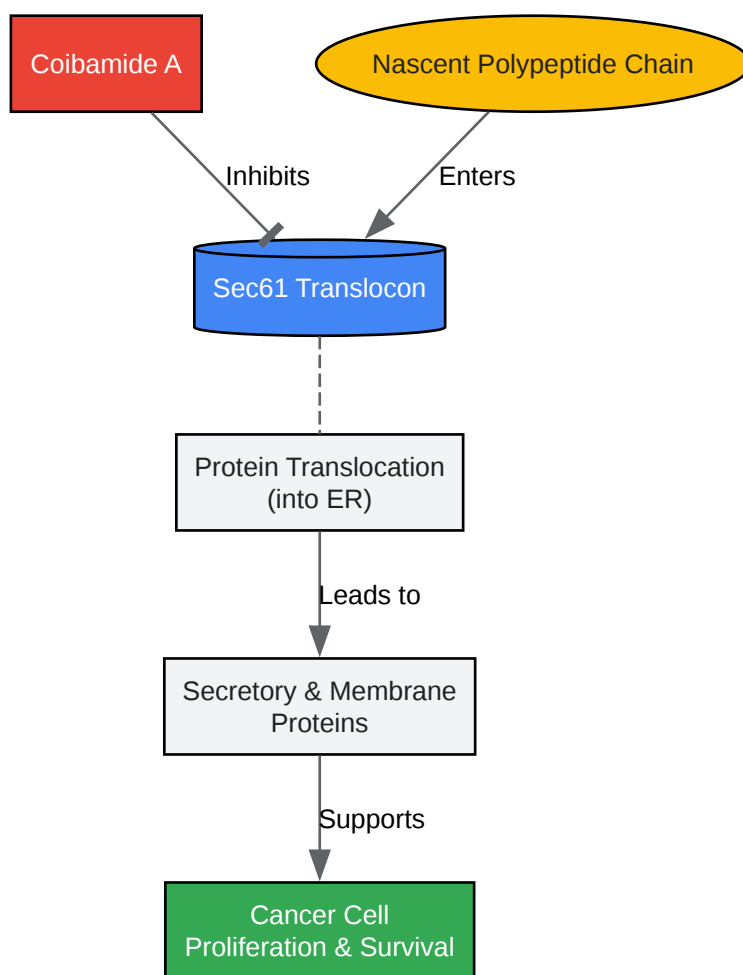 Coibamide A
Nascent Polypeptide Chain
Inhibits
Enters
Sec61 Translocon
Protein Translocation
(into ER)
Leads to
Secretory & Membrane
Proteins
Supports
Cancer Cell
Proliferation & Survival